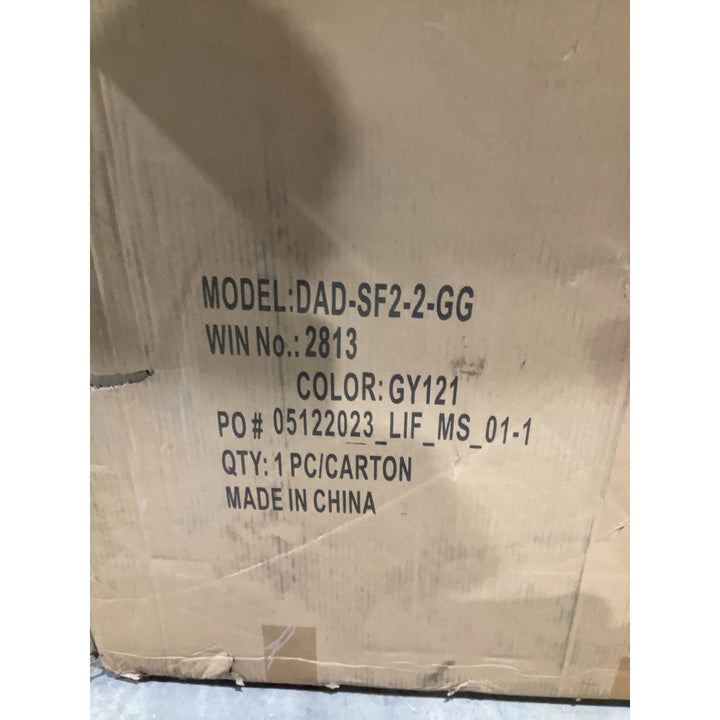 MODEL:DAD-SF2-2-GG
WIN No.: 2813
COLOR: GY121
PO# 05122023_LIF_MS_01-1
QTY: 1 PC/CARTON
MADE IN CHINA